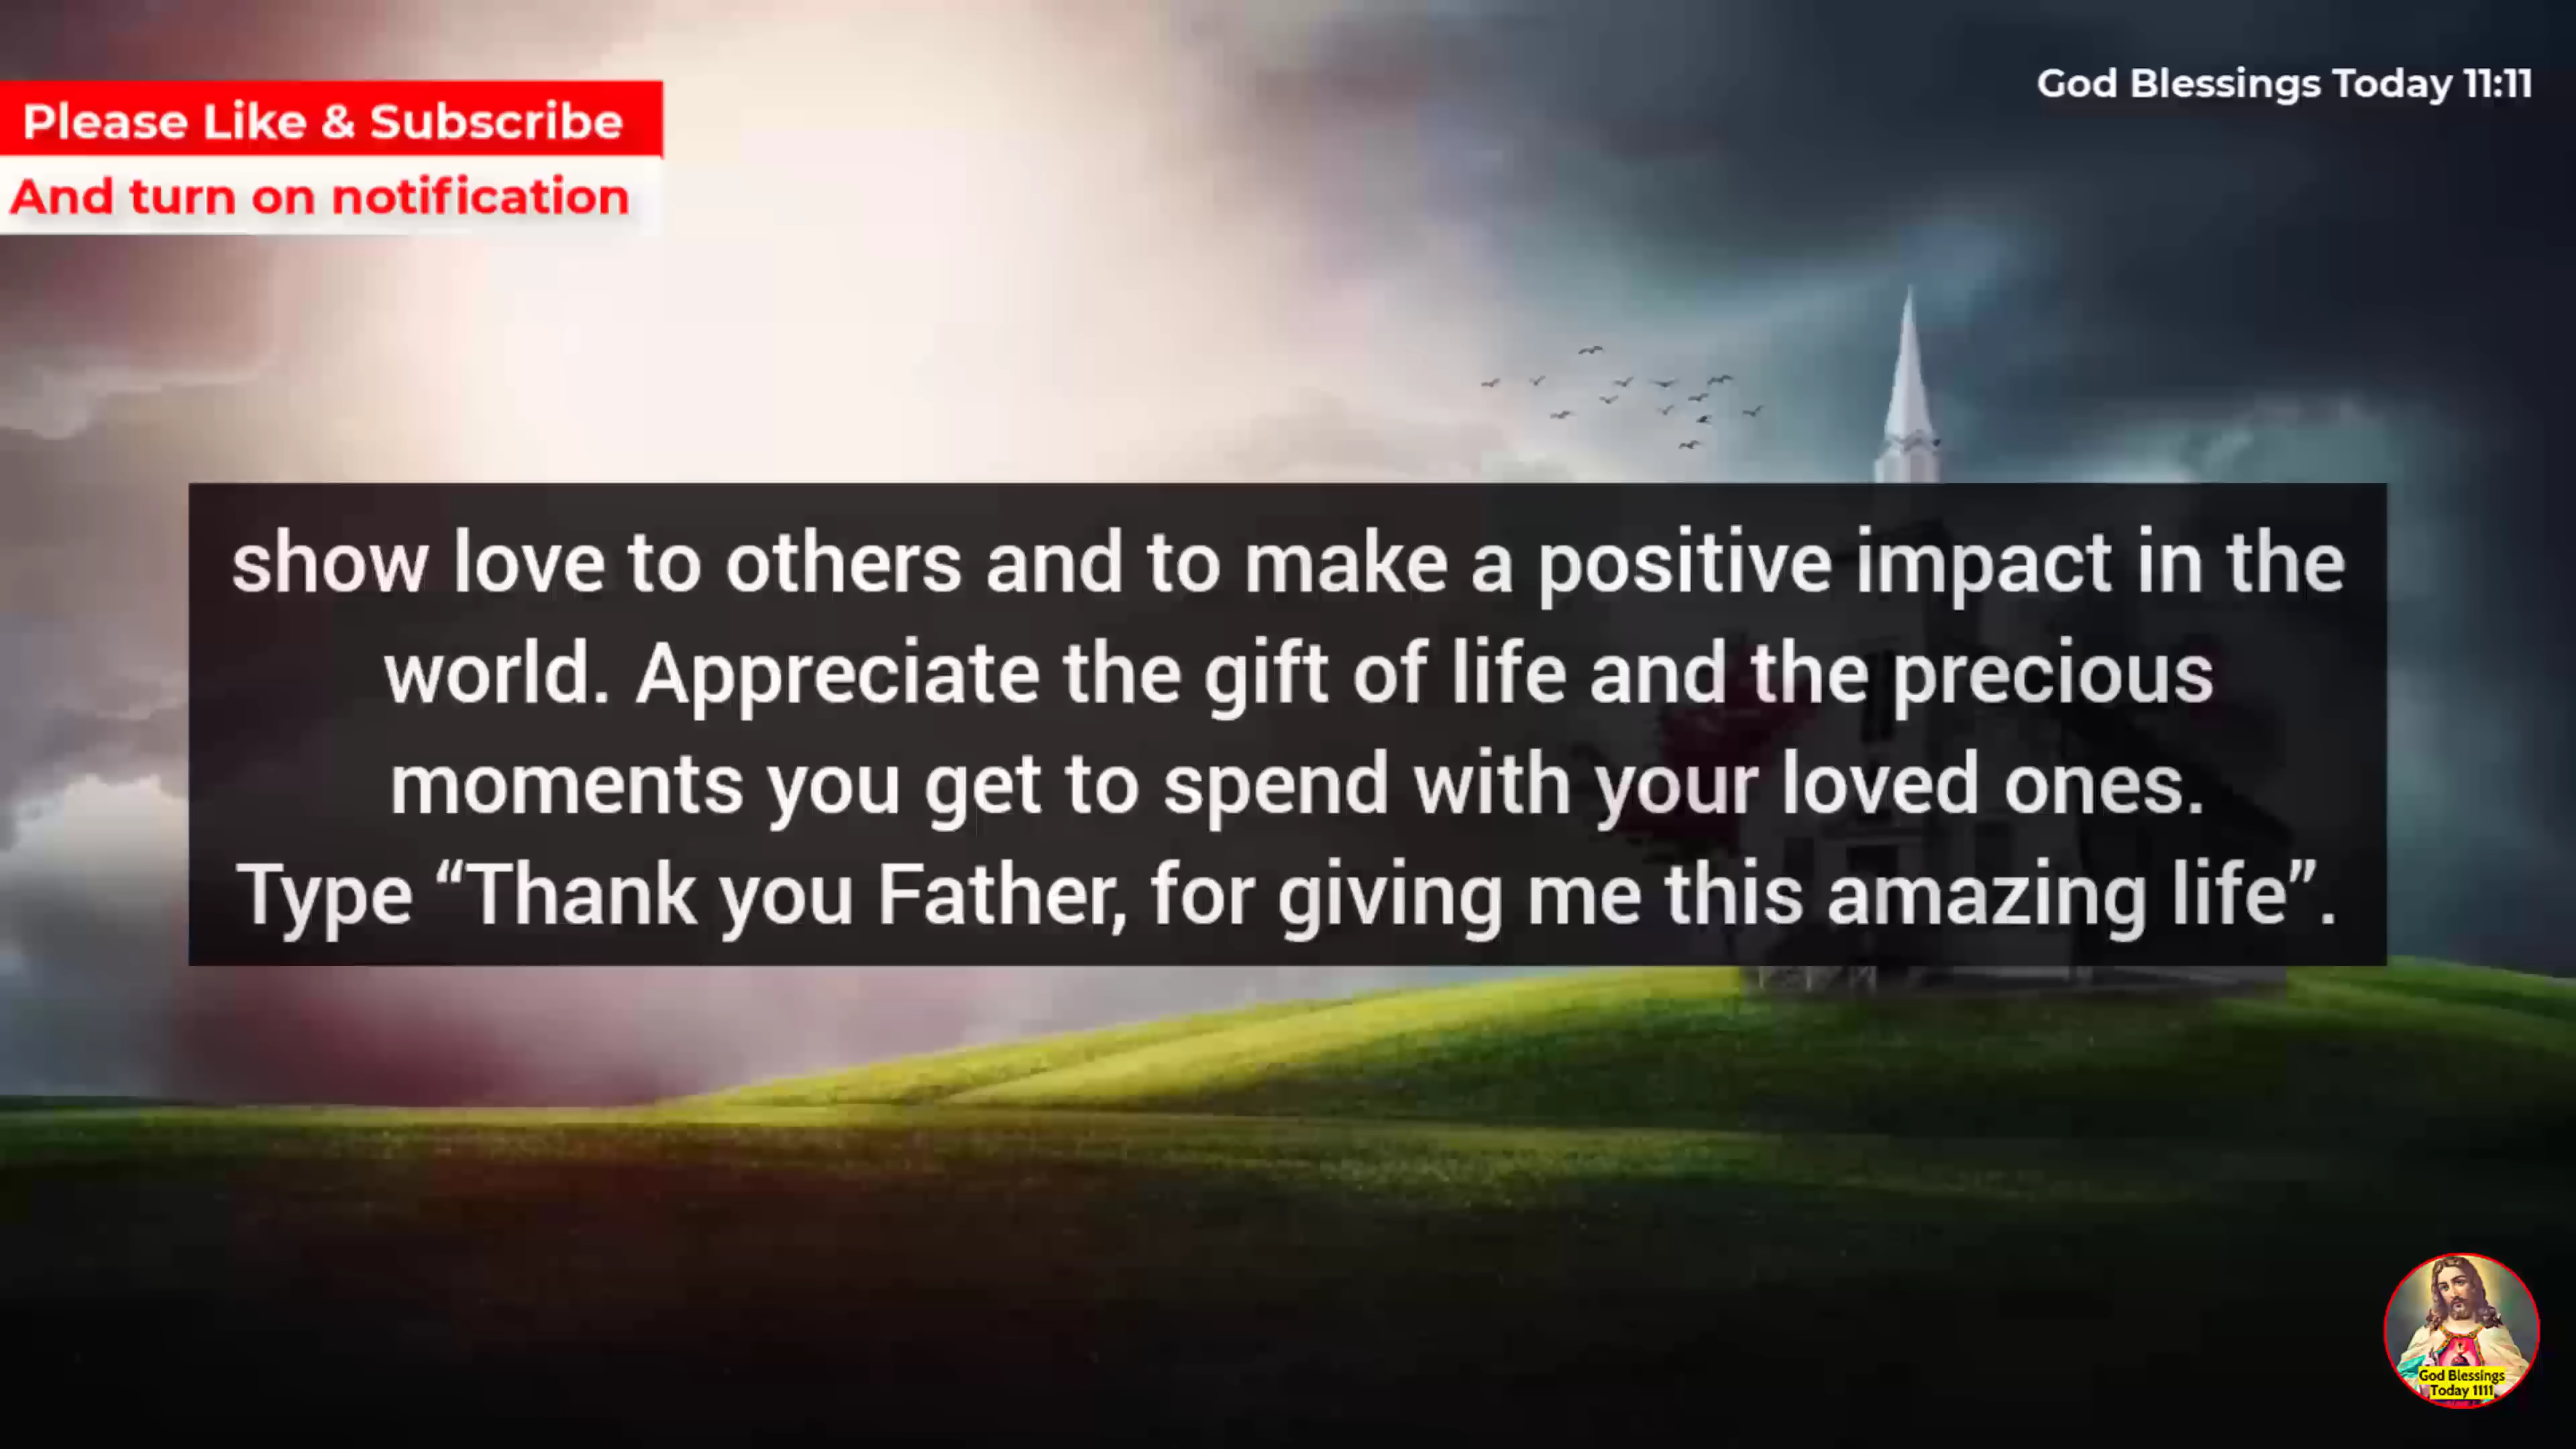 Please Like & Subscribe
And turn on notification
God Blessings Today 11:11
show love to others and to make a positive impact in the
world. Appreciate the gift of life and the precious
moments you get to spend with your loved ones.
Type “Thank you Father, for giving me this amazing life”.
God Blessings
Today 1111